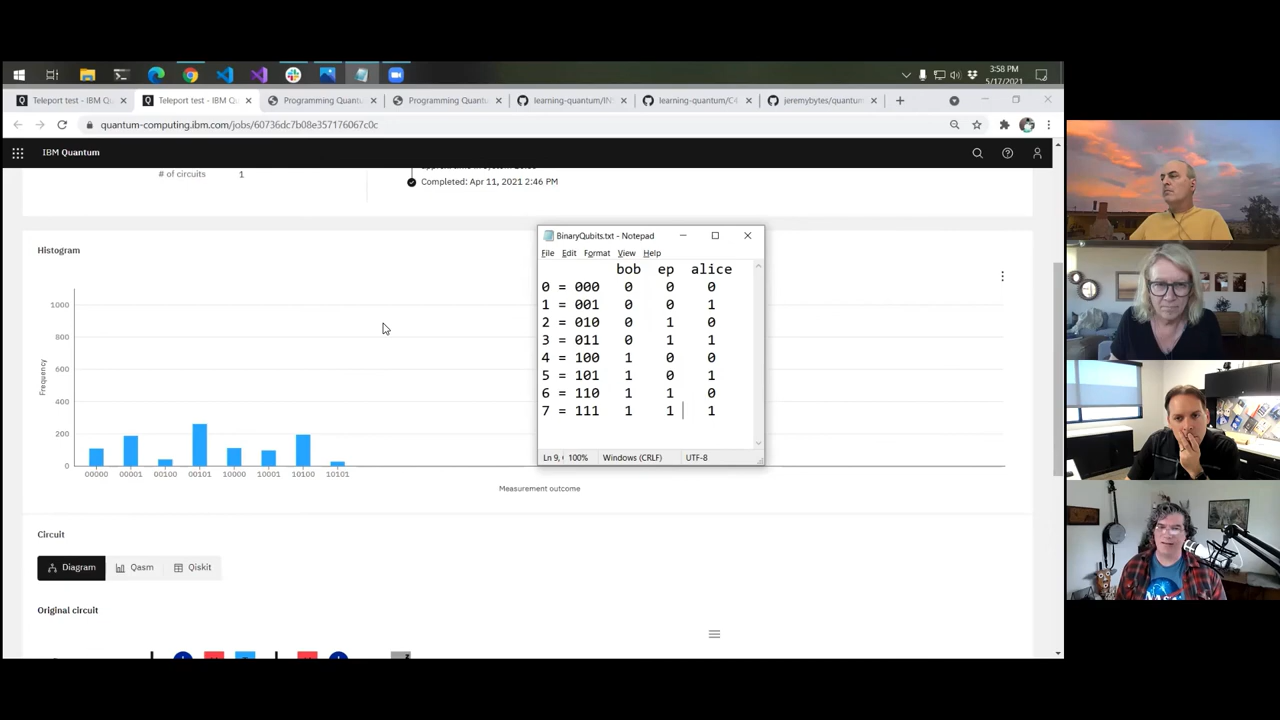 3:58 PM
5/17/2021
Teleport test - IBM Q
Teleport test - IBM Qu
Programming Quantu
Programming Quant
learning-quantum/IN
learning-quantum/C4
jeremybytes/quantum
quantum-computing.ibm.com/jobs/60736dc7b08e357176067c0c
IBM Quantum
# of circuits 1
Completed: Apr 11, 2021 2:46 PM
Histogram
1000
800
600
400
200
0
Frequency
00000 00001 00100 00101 10000 10001 10100 10101
Measurement outcome
BinaryQubits.txt - Notepad
File Edit Format View Help
bob ep alice
0 = 000 0 0 0
1 = 001 0 0 1
2 = 010 0 1 0
3 = 011 0 1 1
4 = 100 1 0 0
5 = 101 1 0 1
6 = 110 1 1 0
7 = 111 1 1 1
Ln 9, 100% Windows (CRLF) UTF-8
Circuit
Diagram Qasm Qiskit
Original circuit